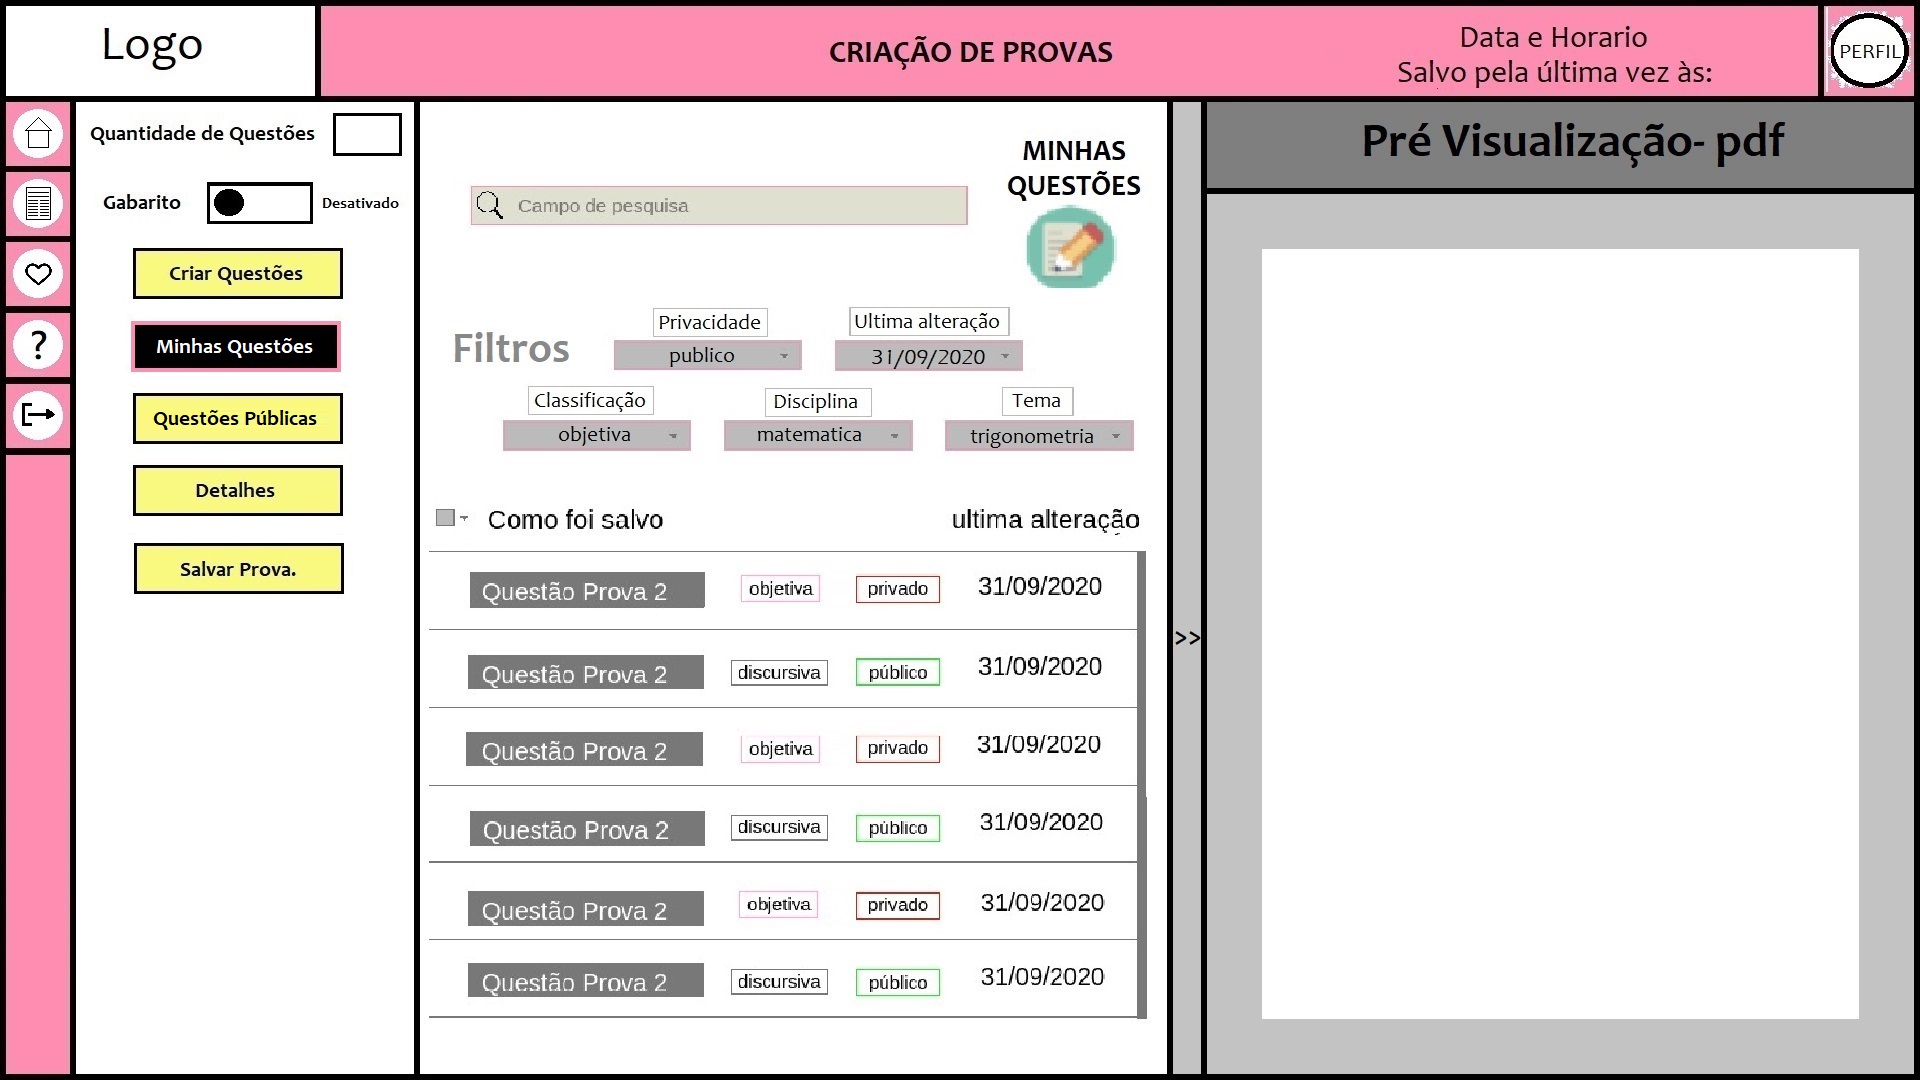 Logo
CRIAÇÃO DE PROVAS
Data e Horario
Salvo pela última vez às:
PERFIL
Quantidade de Questões
Gabarito
Desativado
Criar Questões
Minhas Questões
Questões Públicas
Detalhes
Salvar Prova.
?
MINHAS
QUESTÕES
Campo de pesquisa
Filtros
Privacidade
publico
Ultima alteração
31/09/2020
Classificação
objetiva
Disciplina
matematica
Tema
trigonometria
Como foi salvo
ultima alteração
Questão Prova 2 objetiva privado 31/09/2020
Questão Prova 2 discursiva público 31/09/2020
Questão Prova 2 objetiva privado 31/09/2020
Questão Prova 2 discursiva público 31/09/2020
Questão Prova 2 objetiva privado 31/09/2020
Questão Prova 2 discursiva público 31/09/2020
>>
Pré Visualização- pdf